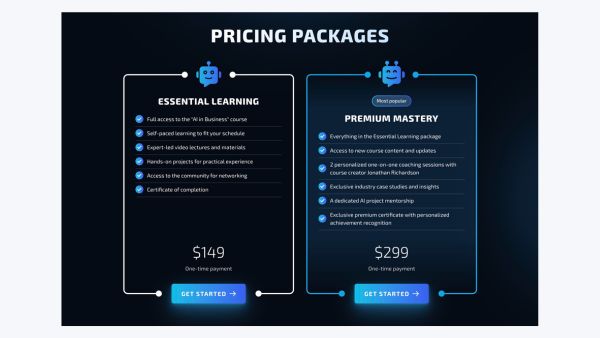 PRICING PACKAGES
ESSENTIAL LEARNING
Full access to the "AI in Business" course
Self-paced learning to fit your schedule
Expert-led video lectures and materials
Hands-on projects for practical experience
Access to the community for networking
Certificate of completion
$149
One-time payment
GET STARTED →
Most popular
PREMIUM MASTERY
Everything in the Essential Learning package
Access to new course content and updates
2 personalized one-on-one coaching sessions with
course creator Jonathan Richardson
Exclusive industry case studies and insights
A dedicated AI project mentorship
Exclusive premium certificate with personalized
achievement recognition
$299
One-time payment
GET STARTED →